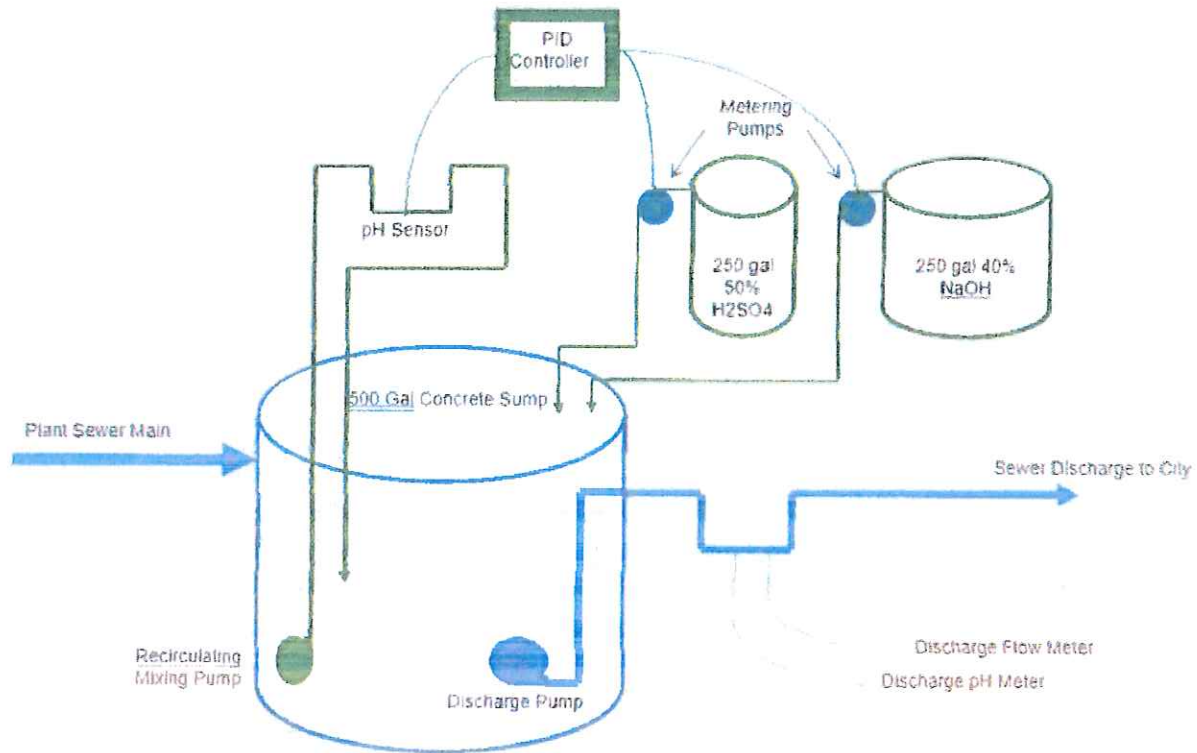 PID
Controller
Metering
Pumps
pH Sensor
250 gal
50%
H2SO4
250 gal 40%
NaOH
500 Gal Concrete Sump
Plant Sewer Main
Sewer Discharge to City
Recirculating
Mixing Pump
Discharge Pump
Discharge Flow Meter
Discharge pH Meter